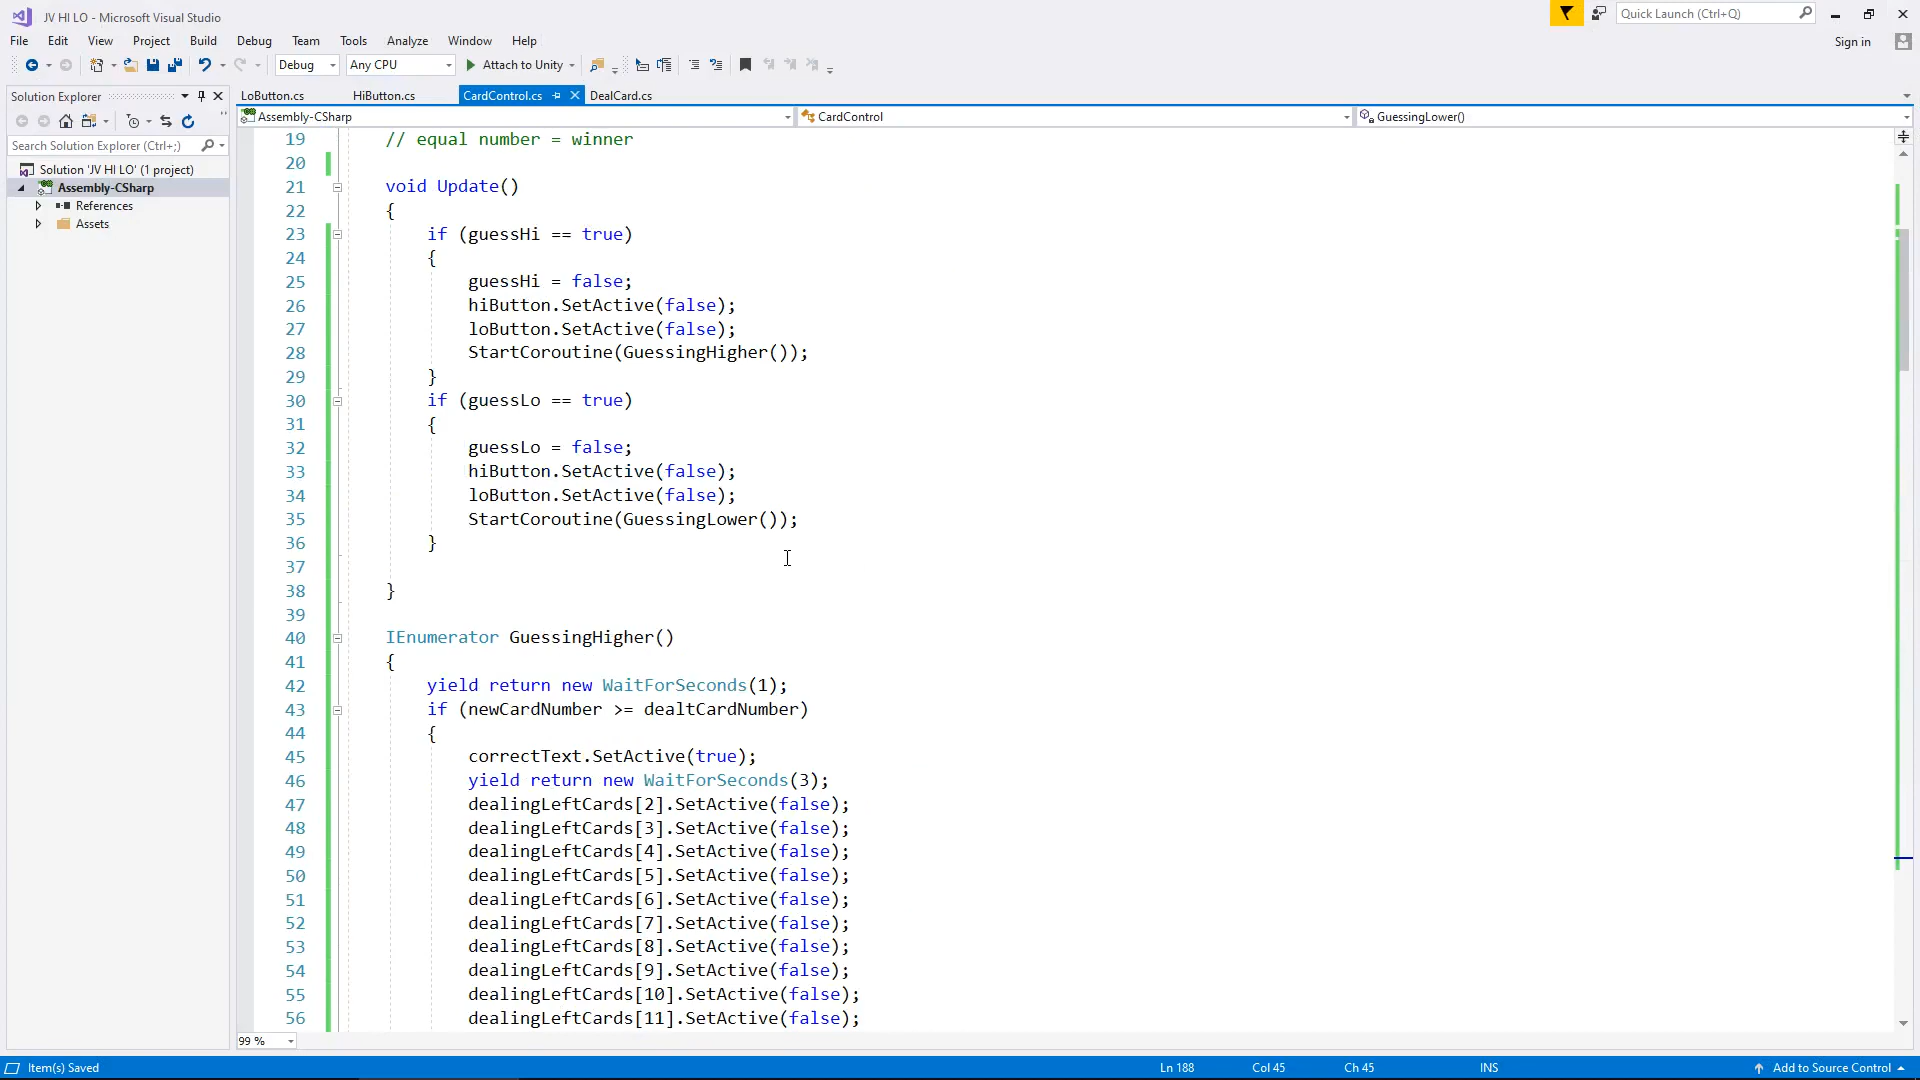 JV HI LO - Microsoft Visual Studio
Quick Launch (Ctrl+Q)
File Edit View Project Build Debug Team Tools Analyze Window Help
Sign in
Debug Any CPU Attach to Unity
Solution Explorer
LoButton.cs HiButton.cs CardControl.cs DealCard.cs
Assembly-CSharp CardControl GuessingLower()
Search Solution Explorer (Ctrl+;)
Solution 'JV HI LO' (1 project)
Assembly-CSharp
References
Assets
19 // equal number = winner
20
21 void Update()
22 {
23 if (guessHi == true)
24 {
25 guessHi = false;
26 hiButton.SetActive(false);
27 loButton.SetActive(false);
28 StartCoroutine(GuessingHigher());
29 }
30 if (guessLo == true)
31 {
32 guessLo = false;
33 hiButton.SetActive(false);
34 loButton.SetActive(false);
35 StartCoroutine(GuessingLower());
36 }
37
38 }
39
40 IEnumerator GuessingHigher()
41 {
42 yield return new WaitForSeconds(1);
43 if (newCardNumber >= dealtCardNumber)
44 {
45 correctText.SetActive(true);
46 yield return new WaitForSeconds(3);
47 dealingLeftCards[2].SetActive(false);
48 dealingLeftCards[3].SetActive(false);
49 dealingLeftCards[4].SetActive(false);
50 dealingLeftCards[5].SetActive(false);
51 dealingLeftCards[6].SetActive(false);
52 dealingLeftCards[7].SetActive(false);
53 dealingLeftCards[8].SetActive(false);
54 dealingLeftCards[9].SetActive(false);
55 dealingLeftCards[10].SetActive(false);
56 dealingLeftCards[11].SetActive(false);
99 %
Item(s) Saved Ln 188 Col 45 Ch 45 INS Add to Source Control